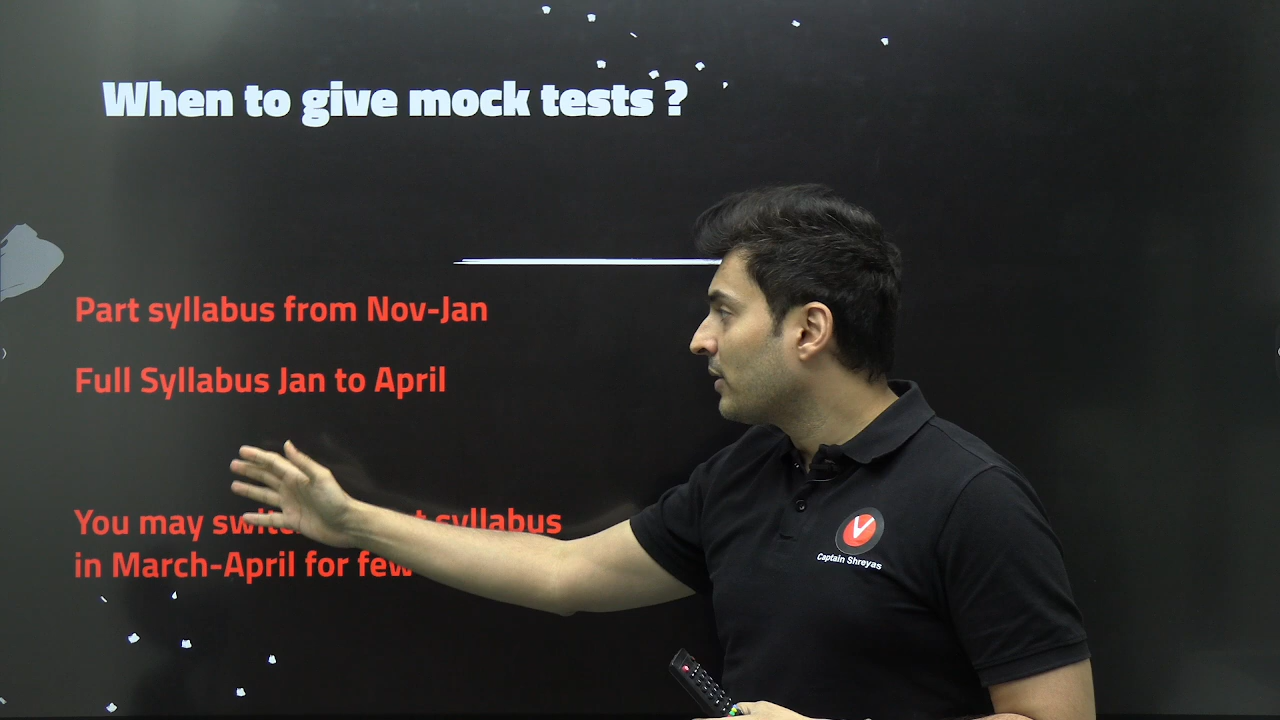 When to give mock tests ?
Part syllabus from Nov-Jan
Full Syllabus Jan to April
You may syllabus
in March-April for few
V
Captain Shreyas